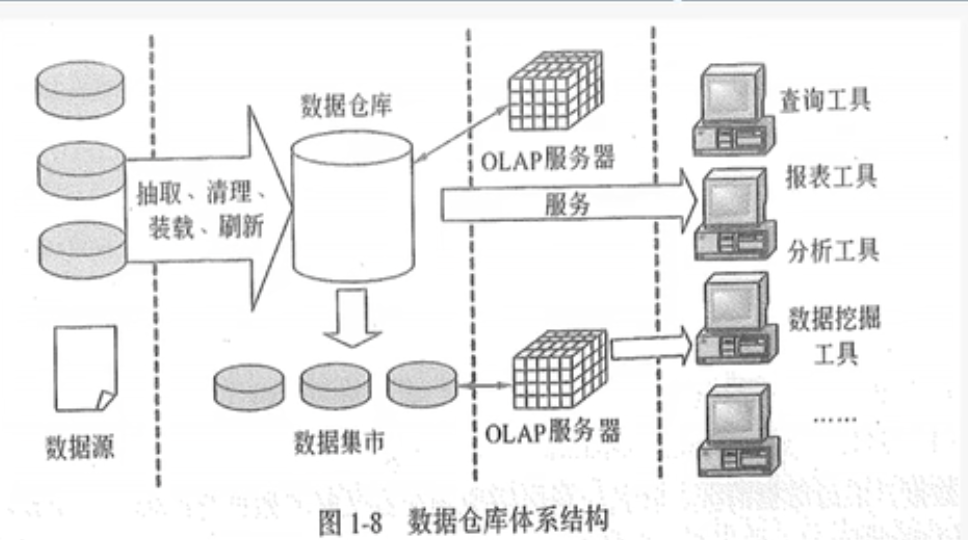 数据仓库
抽取、清理、
装载、刷新
数据源
数据集市
OLAP服务器
服务
OLAP服务器
查询工具
报表工具
分析工具
数据挖掘
工具
……
图 1-8 数据仓库体系结构